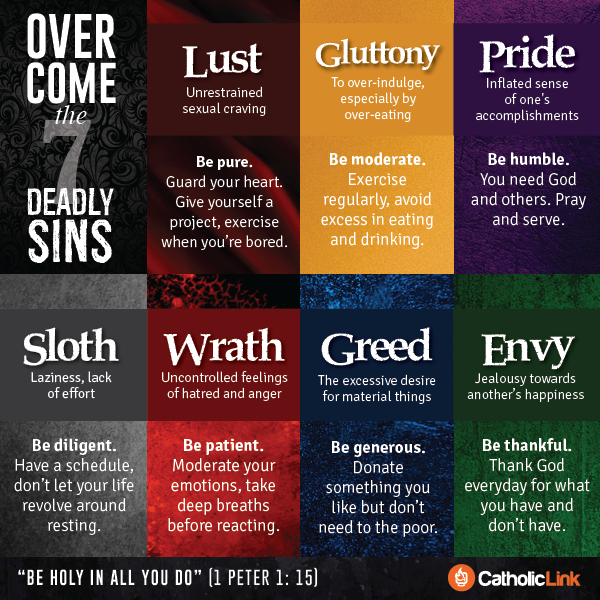 OVER
COME
the
7
DEADLY
SINS
Lust
Unrestrained
sexual craving
Be pure.
Guard your heart.
Give yourself a
project, exercise
when you're bored.
Gluttony
To over-indulge,
especially by
over-eating
Be moderate.
Exercise
regularly, avoid
excess in eating
and drinking.
Pride
Inflated sense
of one's
accomplishments
Be humble.
You need God
and others. Pray
and serve.
Sloth
Laziness, lack
of effort
Be diligent.
Have a schedule,
don't let your life
revolve around
resting.
Wrath
Uncontrolled feelings
of hatred and anger
Be patient.
Moderate your
emotions, take
deep breaths
before reacting.
Greed
The excessive desire
for material things
Be generous.
Donate
something you
like but don't
need to the poor.
Envy
Jealousy towards
another's happiness
Be thankful.
Thank God
everyday for what
you have and
don't have.
"BE HOLY IN ALL YOU DO" (1 PETER 1: 15)
CatholicLink